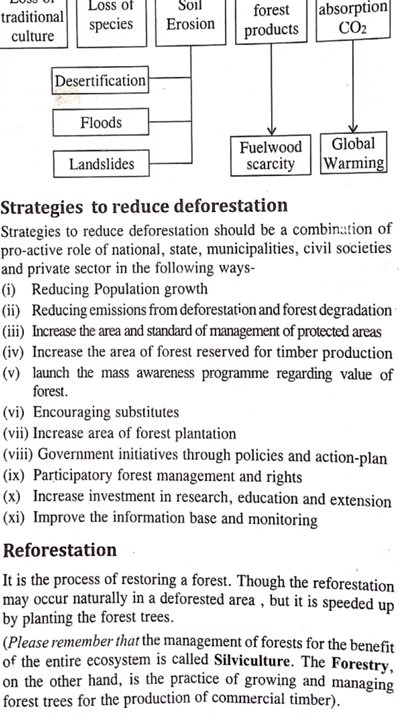 Loss of
traditional
culture
Loss of
species
Soil
Erosion
forest
products
absorption
CO₂
Desertification
Floods
Landslides
Fuelwood
scarcity
Global
Warming
Strategies to reduce deforestation
Strategies to reduce deforestation should be a combination of
pro-active role of national, state, municipalities, civil societies
and private sector in the following ways-
(i) Reducing Population growth
(ii) Reducing emissions from deforestation and forest degradation
(iii) Increase the area and standard of management of protected areas
(iv) Increase the area of forest reserved for timber production
(v) launch the mass awareness programme regarding value of
forest.
(vi) Encouraging substitutes
(vii) Increase area of forest plantation
(viii) Government initiatives through policies and action-plan
(ix) Participatory forest management and rights
(x) Increase investment in research, education and extension
(xi) Improve the information base and monitoring
Reforestation
It is the process of restoring a forest. Though the reforestation
may occur naturally in a deforested area , but it is speeded up
by planting the forest trees.
(Please remember that the management of forests for the benefit
of the entire ecosystem is called Silviculture. The Forestry,
on the other hand, is the practice of growing and managing
forest trees for the production of commercial timber).